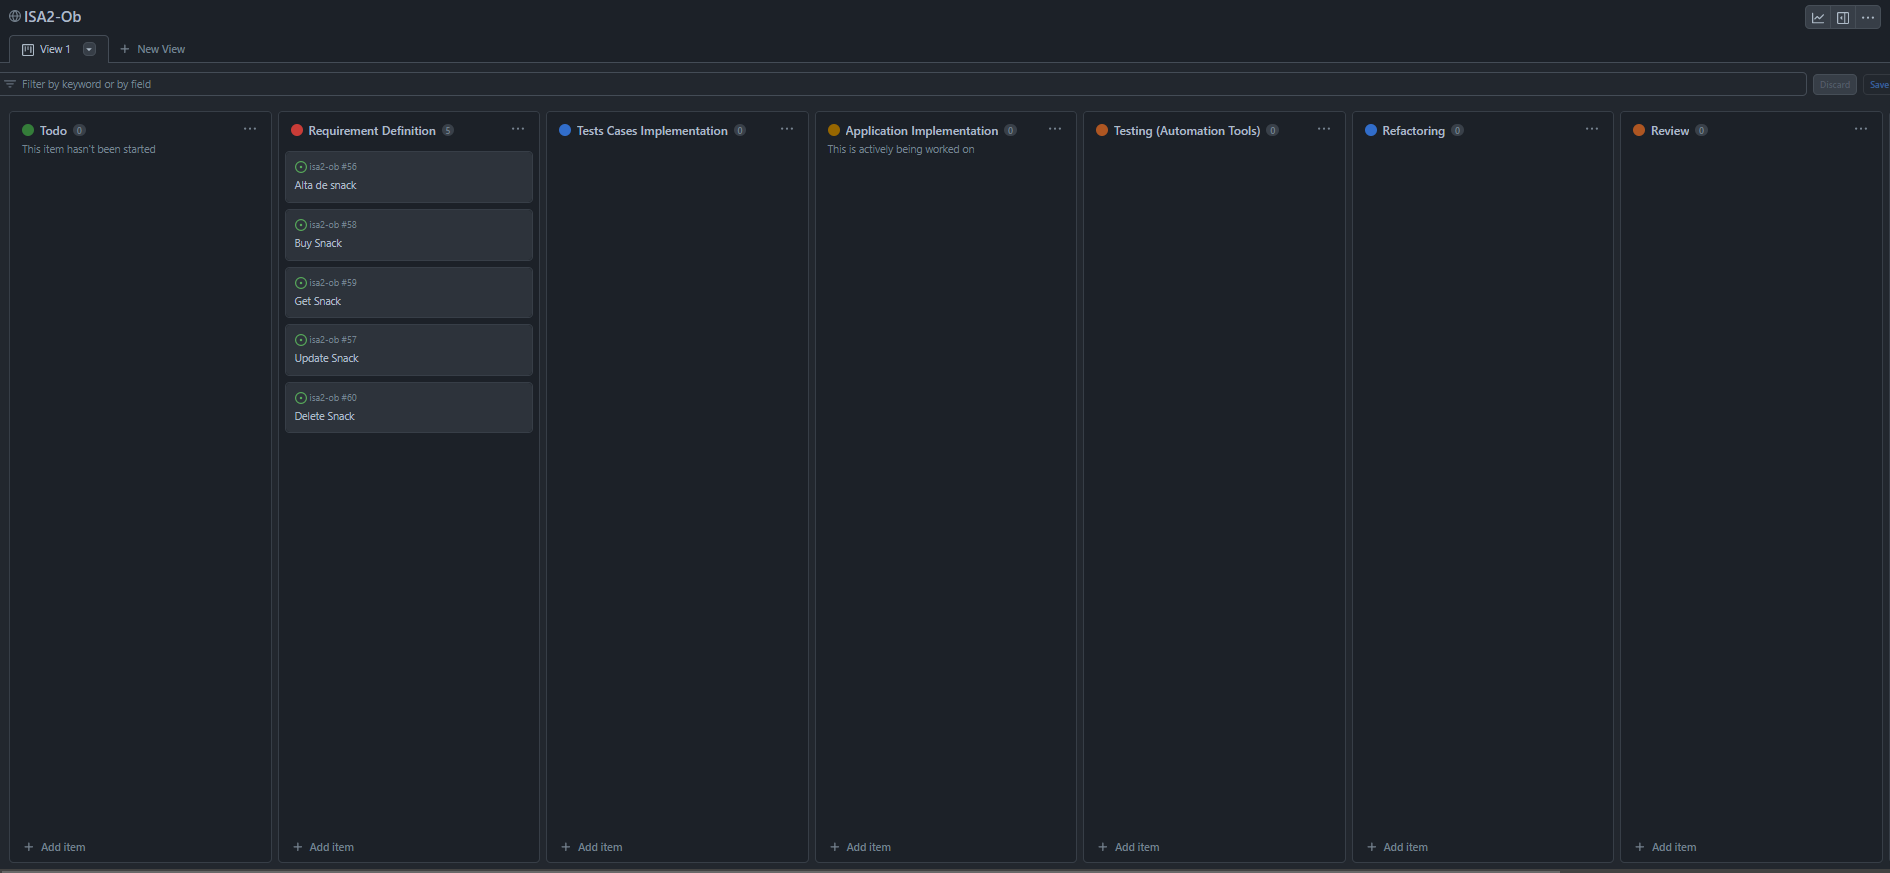 ISA2-Ob
View 1
New View
Filter by keyword or by field
Discard
Save
Todo 0
This item hasn't been started
Add item
Requirement Definition 5
isa2-ob #56
Alta de snack
isa2-ob #58
Buy Snack
isa2-ob #59
Get Snack
isa2-ob #57
Update Snack
isa2-ob #60
Delete Snack
Add item
Tests Cases Implementation 0
Add item
Application Implementation 0
This is actively being worked on
Add item
Testing (Automation Tools) 0
Add item
Refactoring 0
Add item
Review 0
Add item